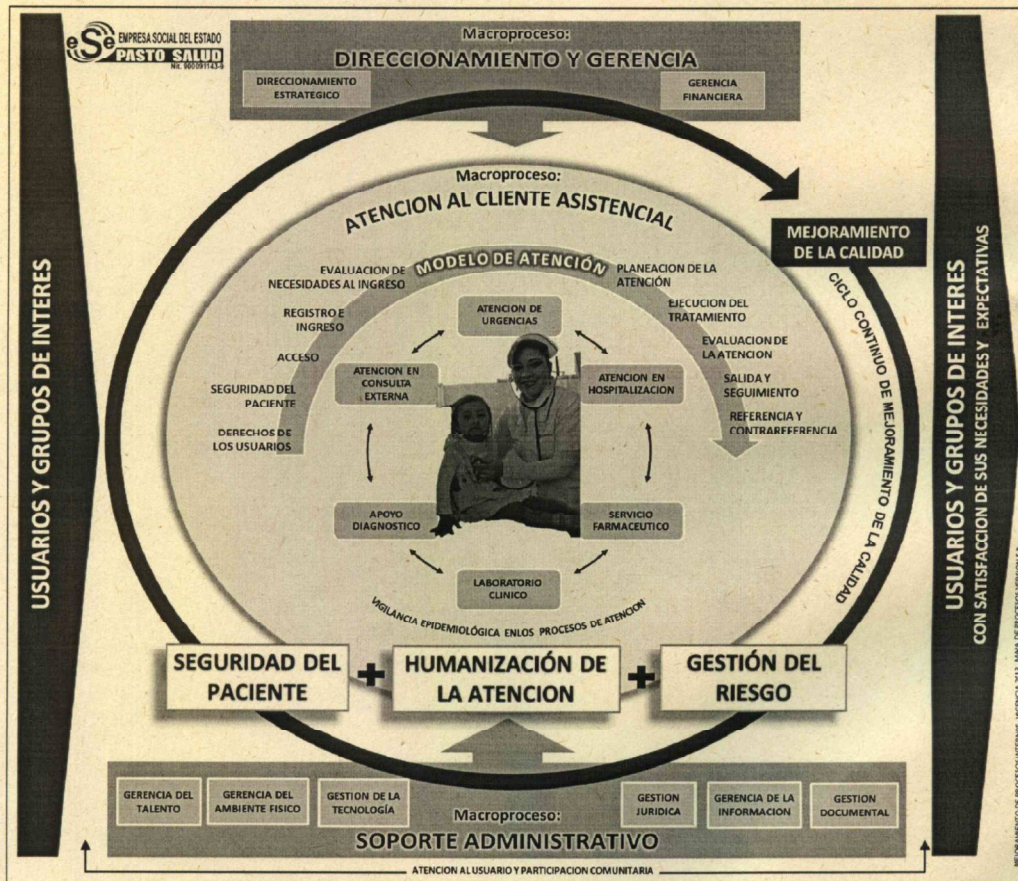 EMPRESA SOCIAL DEL ESTADO
eSe
PASTO SALUD
Nit. 900091143-9
Macroproceso:
DIRECCIONAMIENTO Y GERENCIA
DIRECCIONAMIENTO
ESTRATEGICO
GERENCIA
FINANCIERA
USUARIOS Y GRUPOS DE INTERES
Macroproceso:
ATENCION AL CLIENTE ASISTENCIAL
MEJORAMIENTO
DE LA CALIDAD
CICLO CONTINUO DE MEJORAMIENTO DE LA CALIDAD
MODELO DE ATENCIÓN
EVALUACION DE
NECESIDADES AL INGRESO
REGISTRO E
INGRESO
ACCESO
SEGURIDAD DEL
PACIENTE
DERECHOS DE
LOS USUARIOS
PLANEACION DE LA
ATENCIÓN
EJECUCION DEL
TRATAMIENTO
EVALUACION DE
LA ATENCION
SALIDA Y
SEGUIMIENTO
REFERENCIA Y
CONTRAREFERENCIA
ATENCION DE
URGENCIAS
ATENCION EN
CONSULTA
EXTERNA
ATENCION EN
HOSPITALIZACION
APOYO
DIAGNOSTICO
SERVICIO
FARMACEUTICO
LABORATORIO
CLINICO
VIGILANCIA EPIDEMIOLÓGICA ENLOS PROCESOS DE ATENCION
SEGURIDAD DEL
PACIENTE
+
HUMANIZACIÓN DE
LA ATENCION
+
GESTIÓN DEL
RIESGO
USUARIOS Y GRUPOS DE INTERES
CON SATISFACCION DE SUS NECESIDADES Y EXPECTATIVAS
GERENCIA DEL
TALENTO
GERENCIA DEL
AMBIENTE FISICO
GESTION DE LA
TECNOLOGÍA
GESTION
JURIDICA
GERENCIA DE LA
INFORMACION
GESTION
DOCUMENTAL
Macroproceso:
SOPORTE ADMINISTRATIVO
ATENCION AL USUARIO Y PARTICIPACION COMUNITARIA